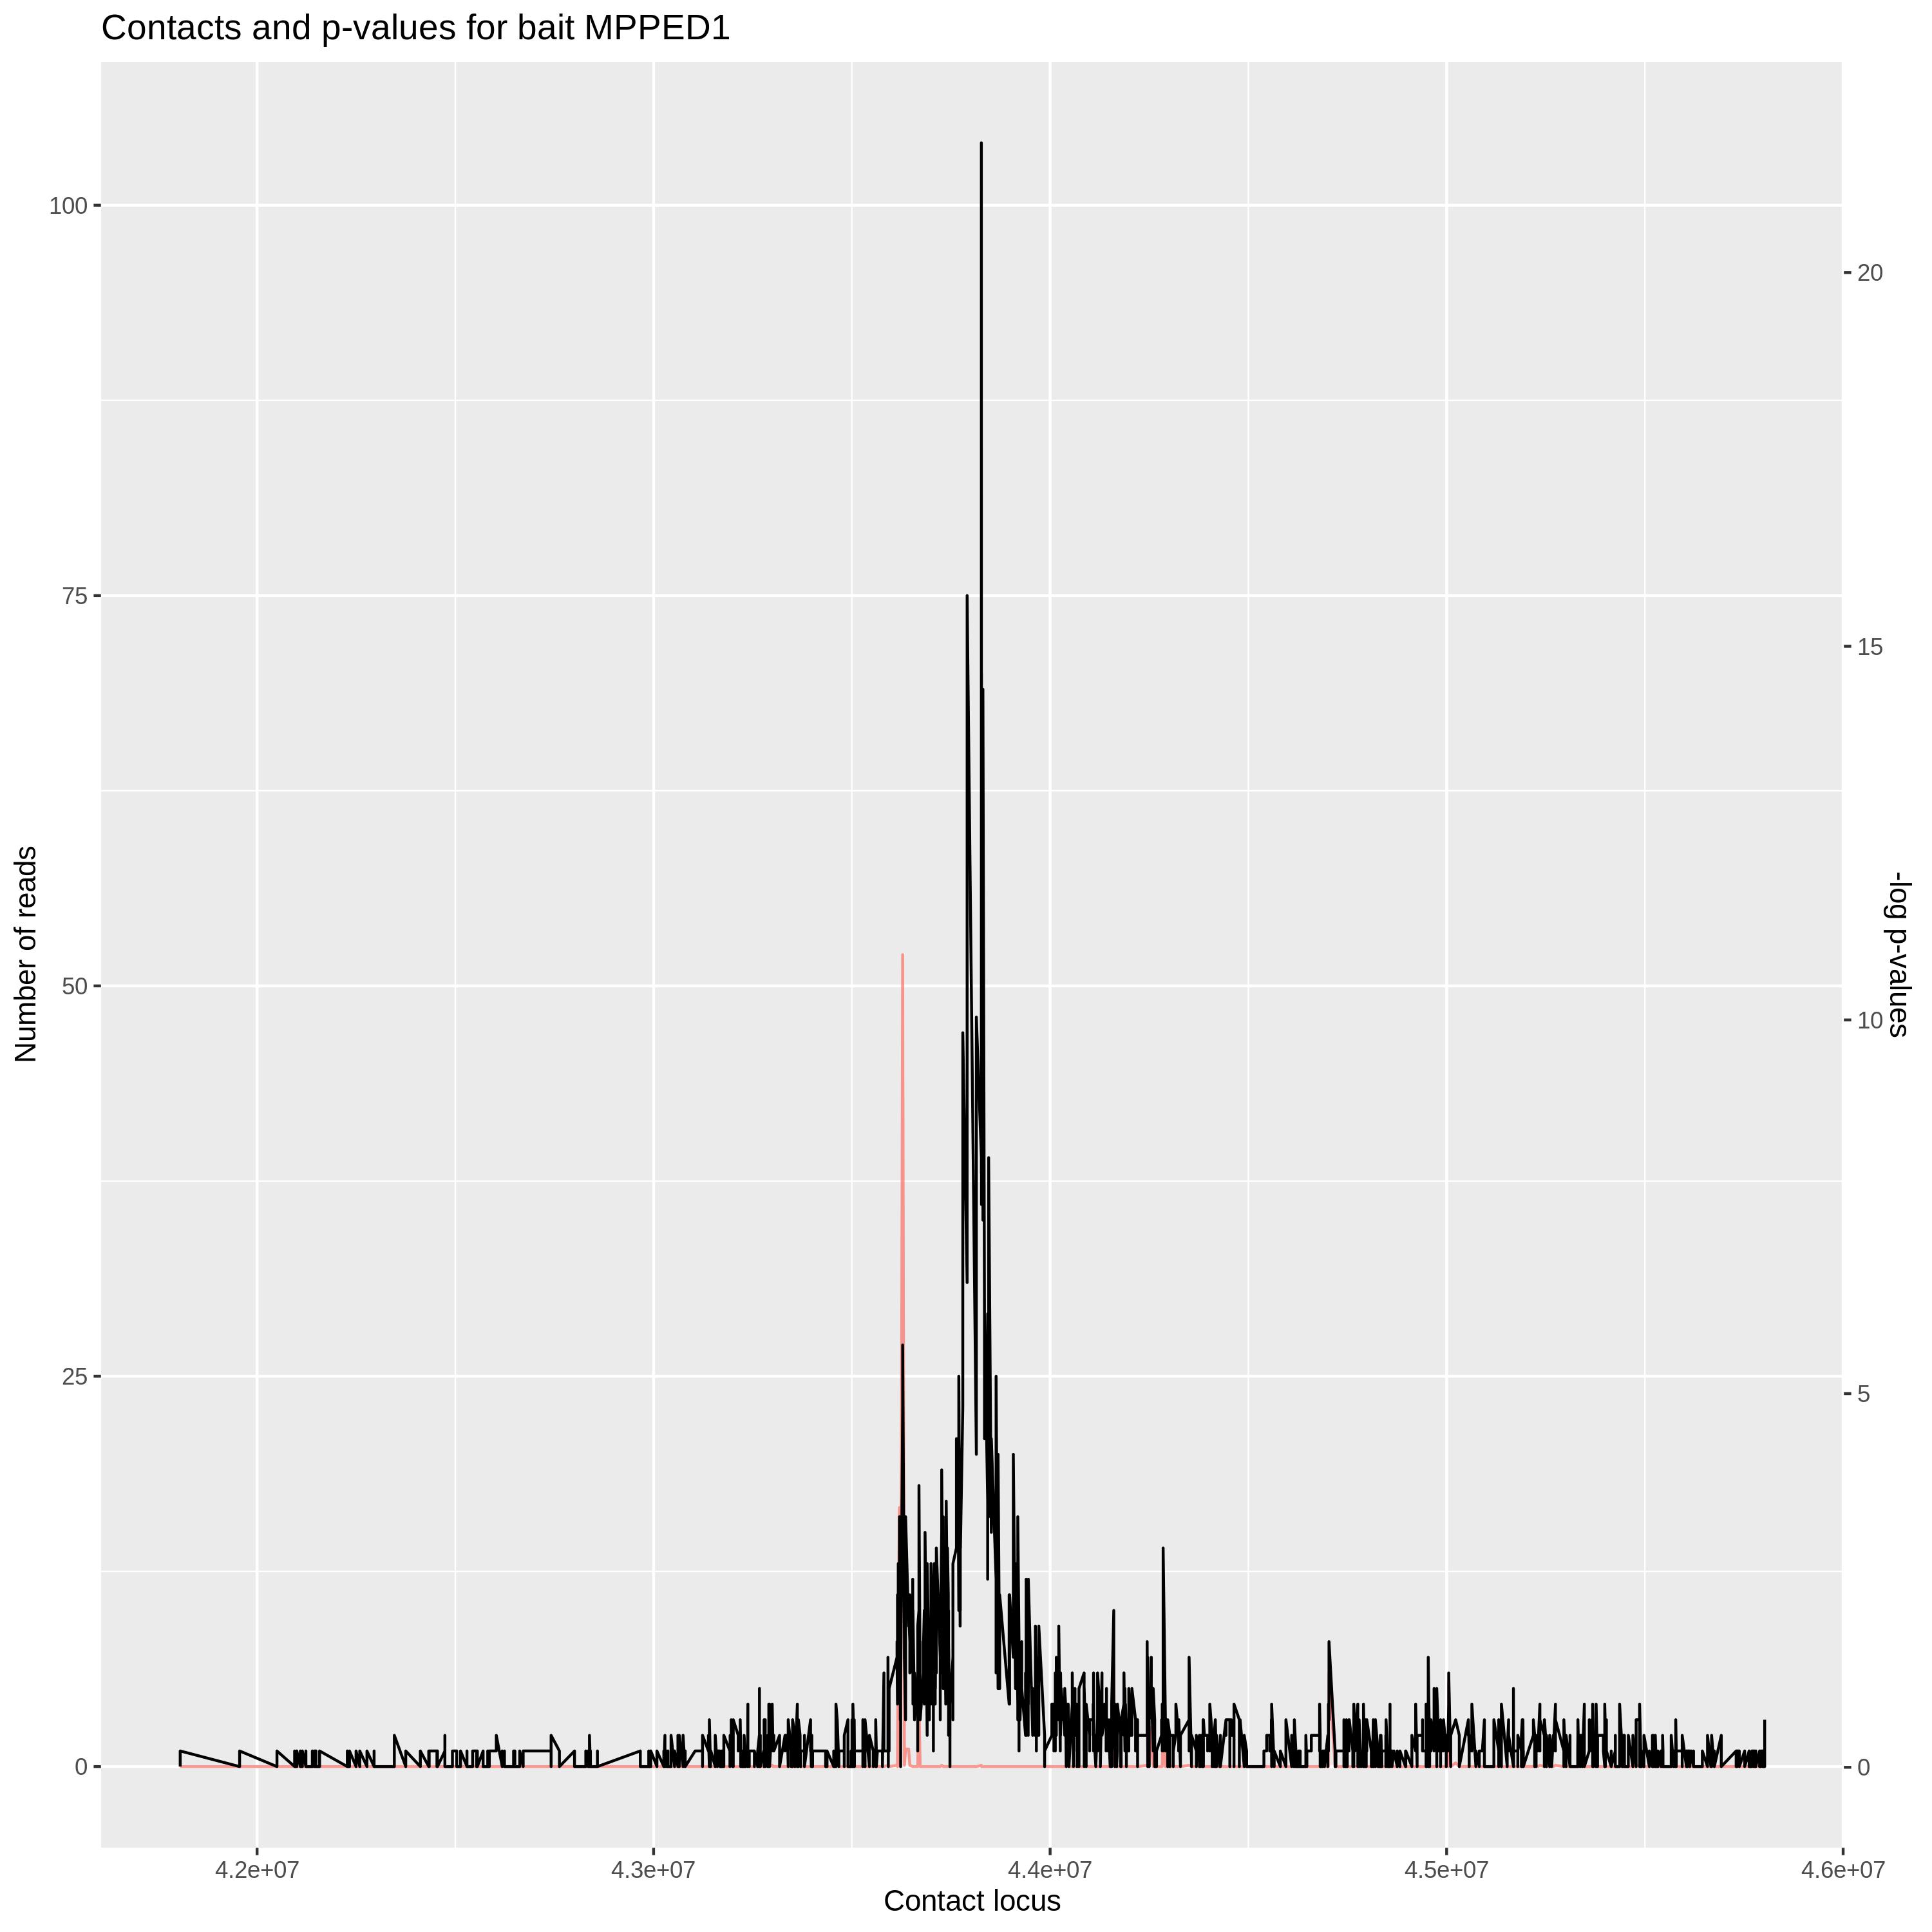 Contacts and p-values for bait MPPED1
100
75
50
25
0
Number of reads
20
15
10
5
0
-log p-values
4.2e+07
4.3e+07
4.4e+07
4.5e+07
4.6e+07
Contact locus